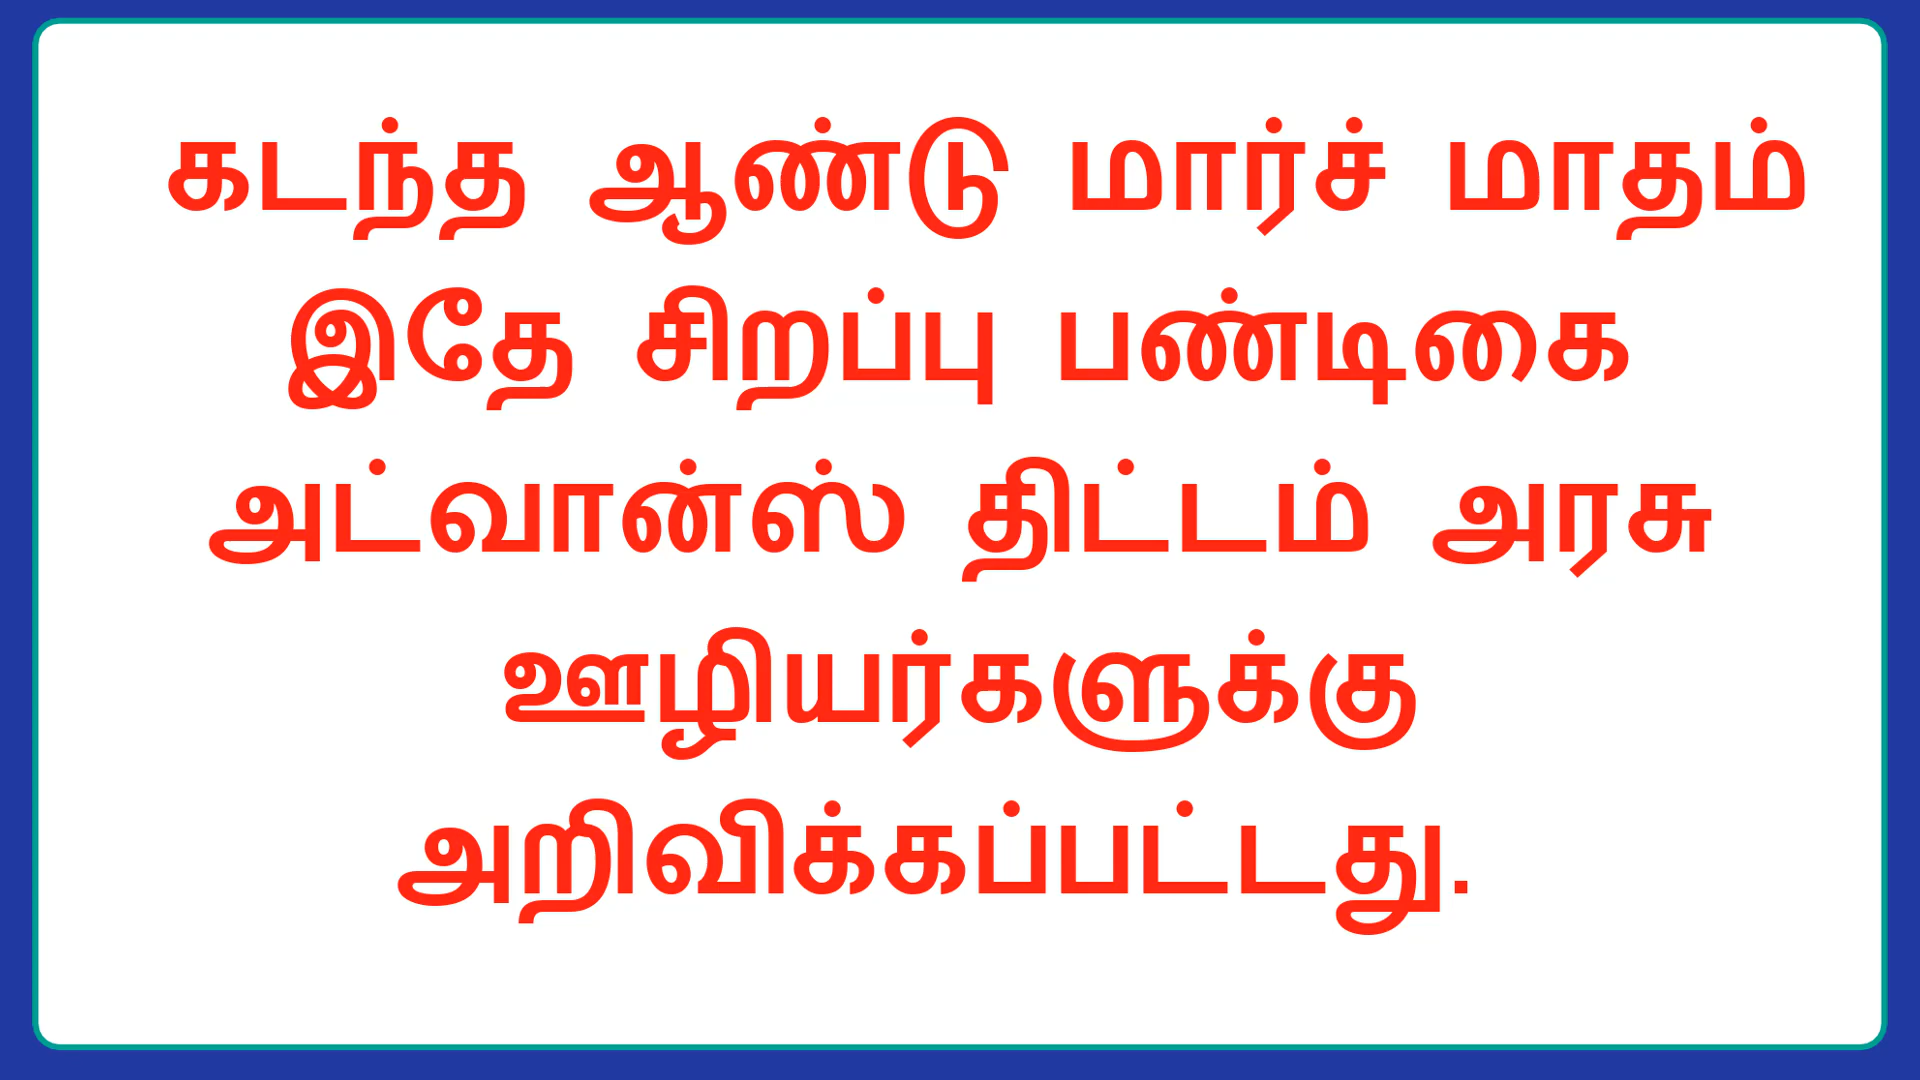 கடந்த ஆண்டு மார்ச் மாதம்
இதே சிறப்பு பண்டிகை
அட்வான்ஸ் திட்டம் அரசு
ஊழியர்களுக்கு
அறிவிக்கப்பட்டது.